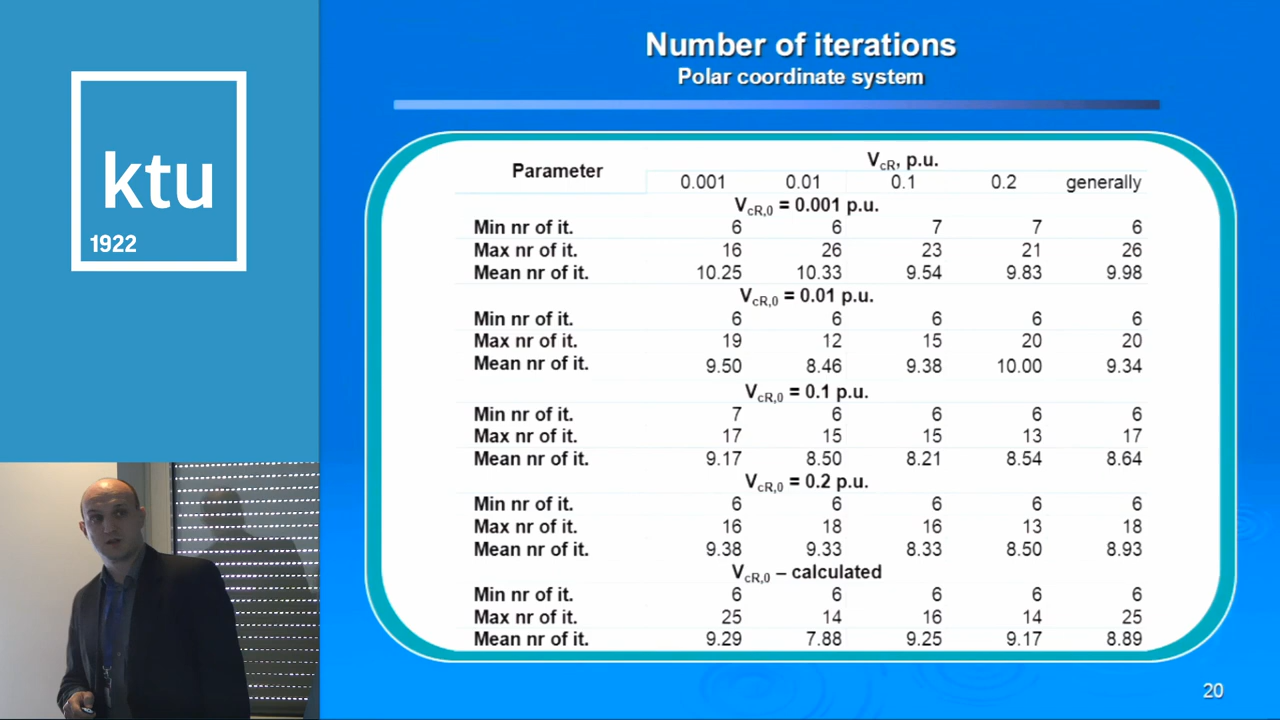 ktu
1922
Number of iterations
Polar coordinate system
Parameter
V_cR, p.u.
0.001 0.01 0.1 0.2 generally
V_cR,0 = 0.001 p.u.
Min nr of it. 6 6 7 7 6
Max nr of it. 16 26 23 21 26
Mean nr of it. 10.25 10.33 9.54 9.83 9.98
V_cR,0 = 0.01 p.u.
Min nr of it. 6 6 6 6 6
Max nr of it. 19 12 15 20 20
Mean nr of it. 9.50 8.46 9.38 10.00 9.34
V_cR,0 = 0.1 p.u.
Min nr of it. 7 6 6 6 6
Max nr of it. 17 15 15 13 17
Mean nr of it. 9.17 8.50 8.21 8.54 8.64
V_cR,0 = 0.2 p.u.
Min nr of it. 6 6 6 6 6
Max nr of it. 16 18 16 13 18
Mean nr of it. 9.38 9.33 8.33 8.50 8.93
V_cR,0 – calculated
Min nr of it. 6 6 6 6 6
Max nr of it. 25 14 16 14 25
Mean nr of it. 9.29 7.88 9.25 9.17 8.89
20